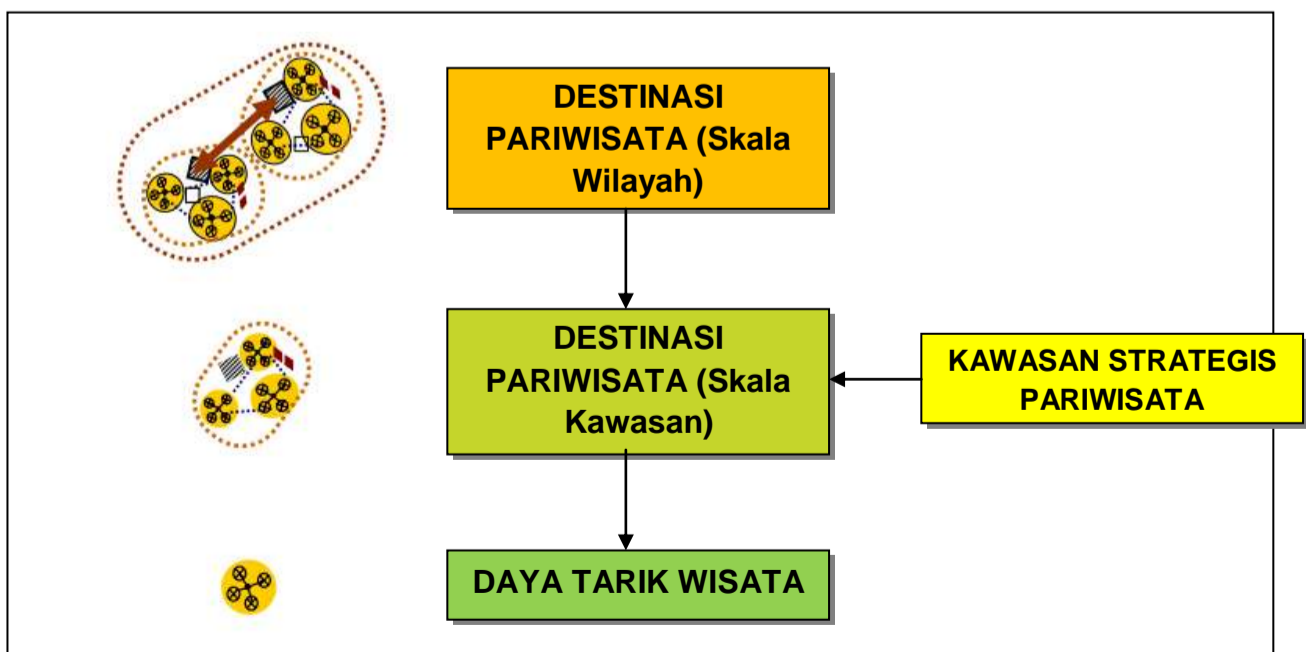 DESTINASI
PARIWISATA (Skala
Wilayah)
DESTINASI
PARIWISATA (Skala
Kawasan)
KAWASAN STRATEGIS
PARIWISATA
DAYA TARIK WISATA